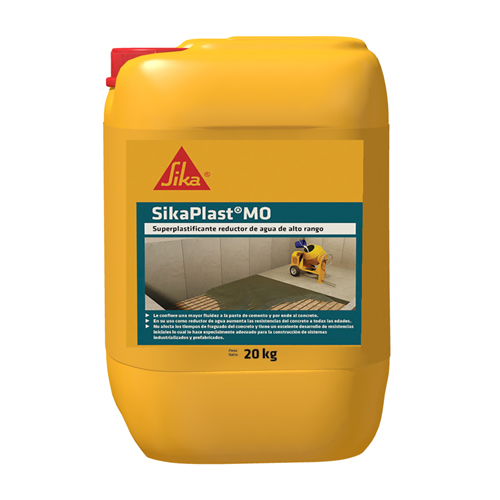 Sika
SikaPlast®MO
Superplastificante reductor de agua de alto rango
▸ Le confiere una mayor fluidez a la pasta de cemento y por ende al concreto.
▸ En su uso como reductor de agua aumenta las resistencias del concreto a todas las edades.
▸ No afecta los tiempos de fraguado del concreto y tiene un excelente desarrollo de resistencias
iniciales lo cual le hace especialmente adecuado para la construcción de sistemas
industrializados y prefabricados.
Peso
Neto: 20 kg